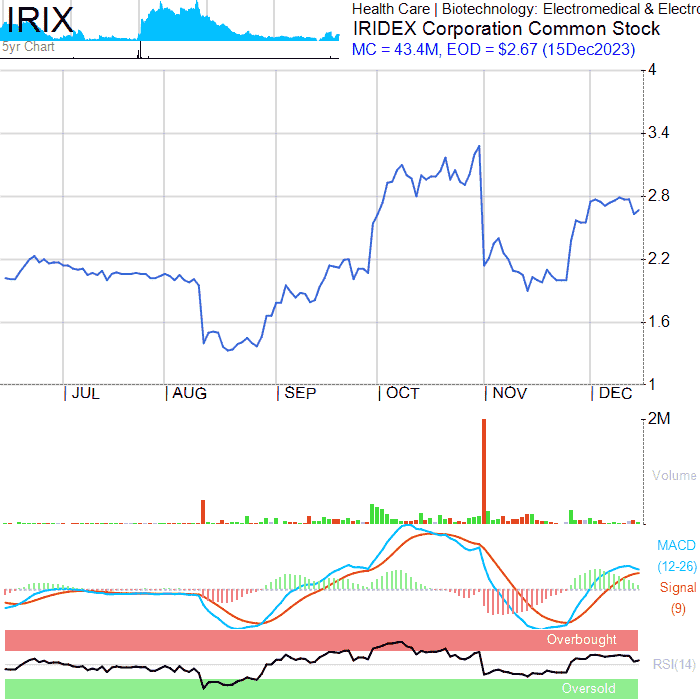 IRIX
5yr Chart
Health Care | Biotechnology: Electromedical & Electro
IRIDEX Corporation Common Stock
MC = 43.4M, EOD = $2.67 (15Dec2023)
4
3.4
2.8
2.2
1.6
1
| JUL | AUG | SEP | OCT | NOV | DEC
2M
Volume
MACD
(12-26)
Signal
(9)
Overbought
RSI(14)
Oversold